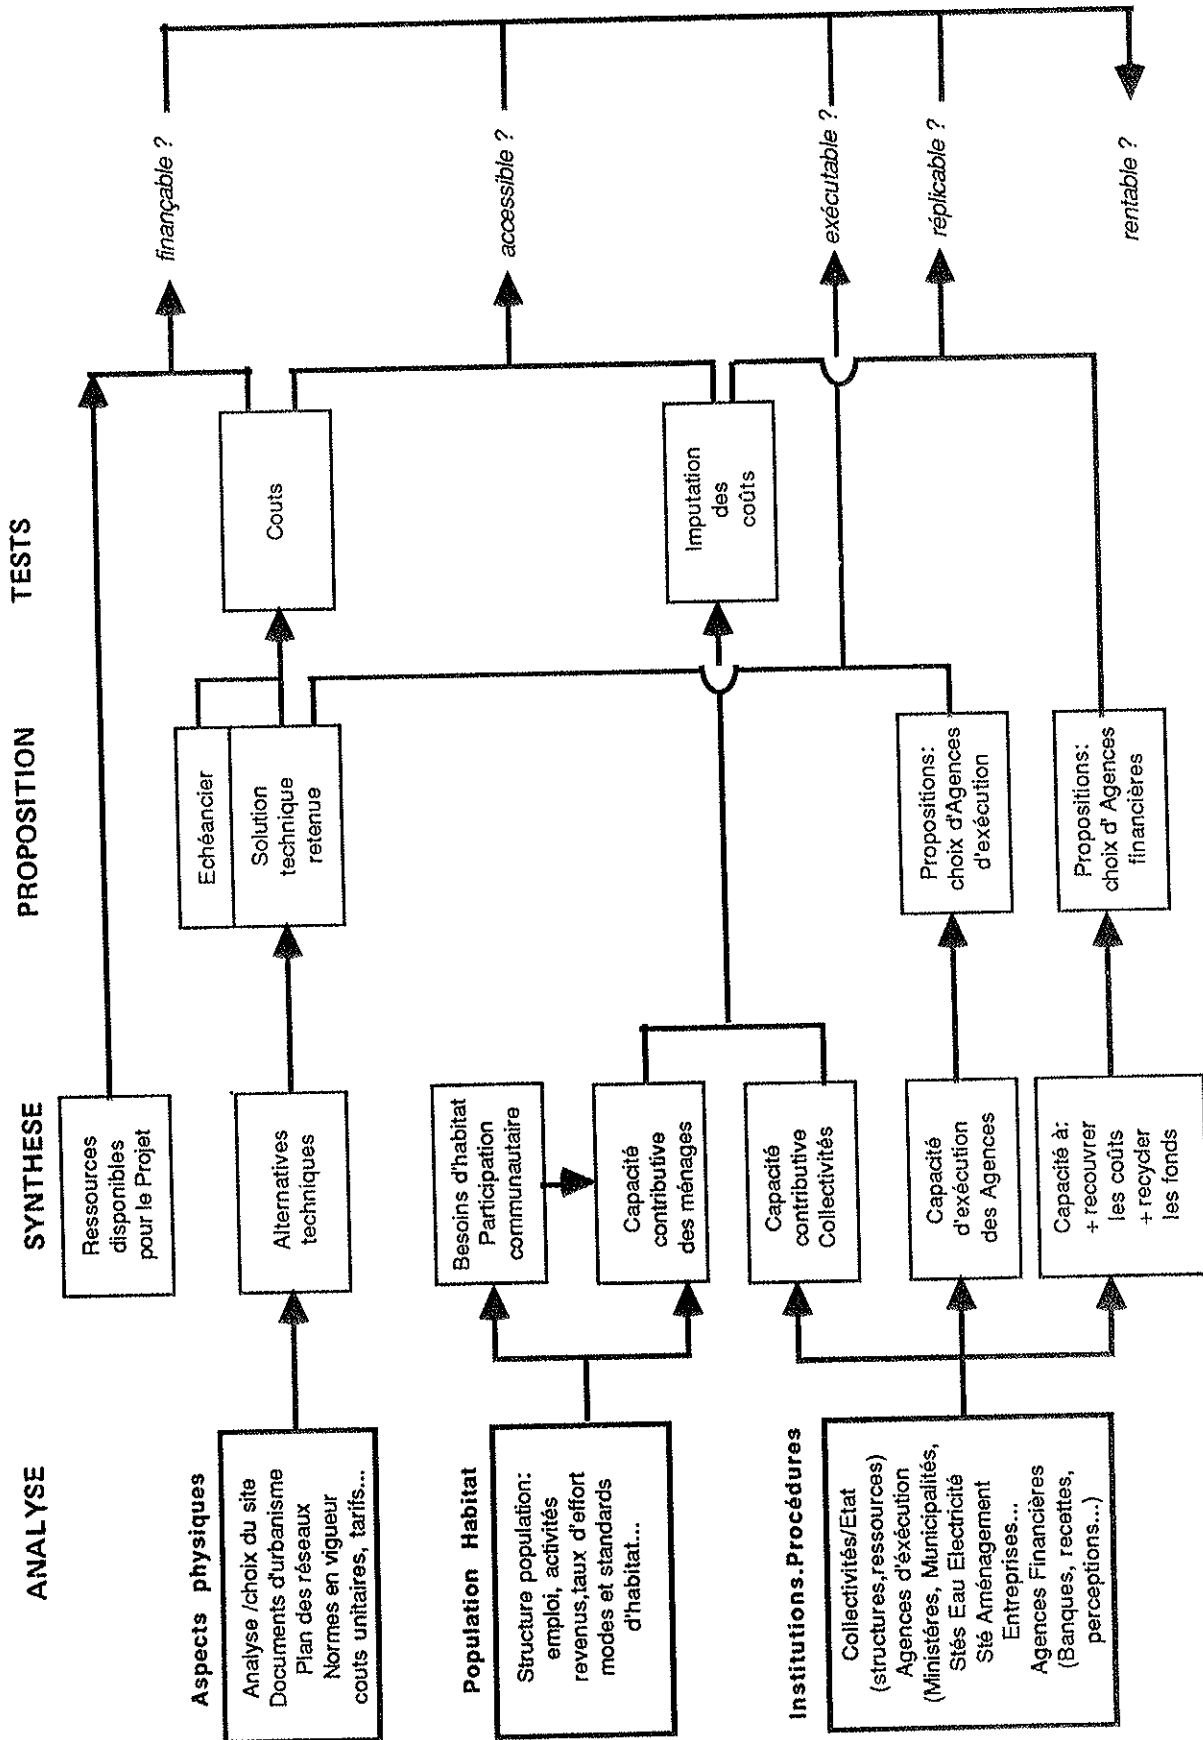 ANALYSE
SYNTHESE
PROPOSITION
TESTS
Aspects physiques
Analyse /choix du site
Documents d'urbanisme
Plan des réseaux
Normes en vigueur
couts unitaires, tarifs...
Population Habitat
Structure population:
emploi, activités
revenus,taux d'effort
modes et standards
d'habitat...
Institutions.Procédures
Collectivités/Etat
(structures,ressources)
Agences d'éxécution
(Ministéres, Municipalités,
Stés Eau Electricité
Sté Aménagement
Entreprises...
Agences Financières
(Banques, recettes,
perceptions...)
Ressources
disponibles
pour le Projet
Alternatives
techniques
Besoins d'habitat
Participation
communautaire
Capacité
contributive
des ménages
Capacité
contributive
Collectivités
Capacité
d'exécution
des Agences
Capacité à:
+ recouvrer
les coûts
+ recycler
les fonds
Echéancier
Solution
technique
retenue
Propositions:
choix d'Agences
d'exécution
Propositions:
choix d' Agences
financières
Couts
Imputation
des
coûts
finançable ?
accessible ?
exécutable ?
réplicable ?
rentable ?